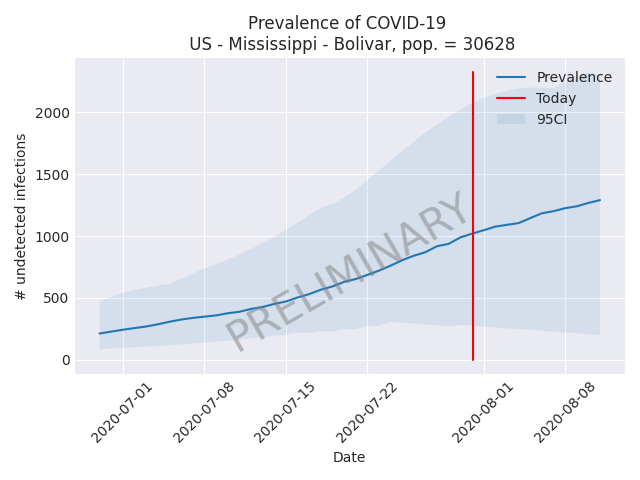 Prevalence of COVID-19
US - Mississippi - Bolivar, pop. = 30628
Prevalence
Today
95CI
2000
1500
1000
500
0
# undetected infections
PRELIMINARY
2020-07-01
2020-07-08
2020-07-15
2020-07-22
2020-08-01
2020-08-08
Date